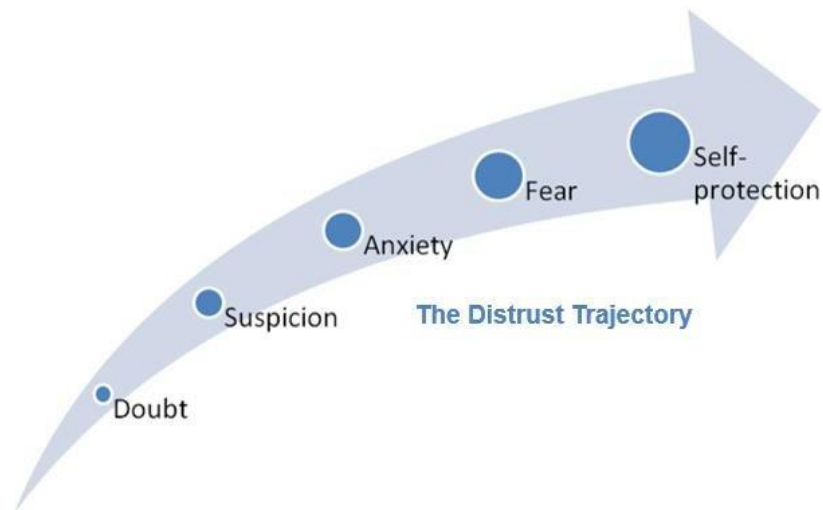 Self-
protection
Fear
Anxiety
Suspicion
The Distrust Trajectory
Doubt